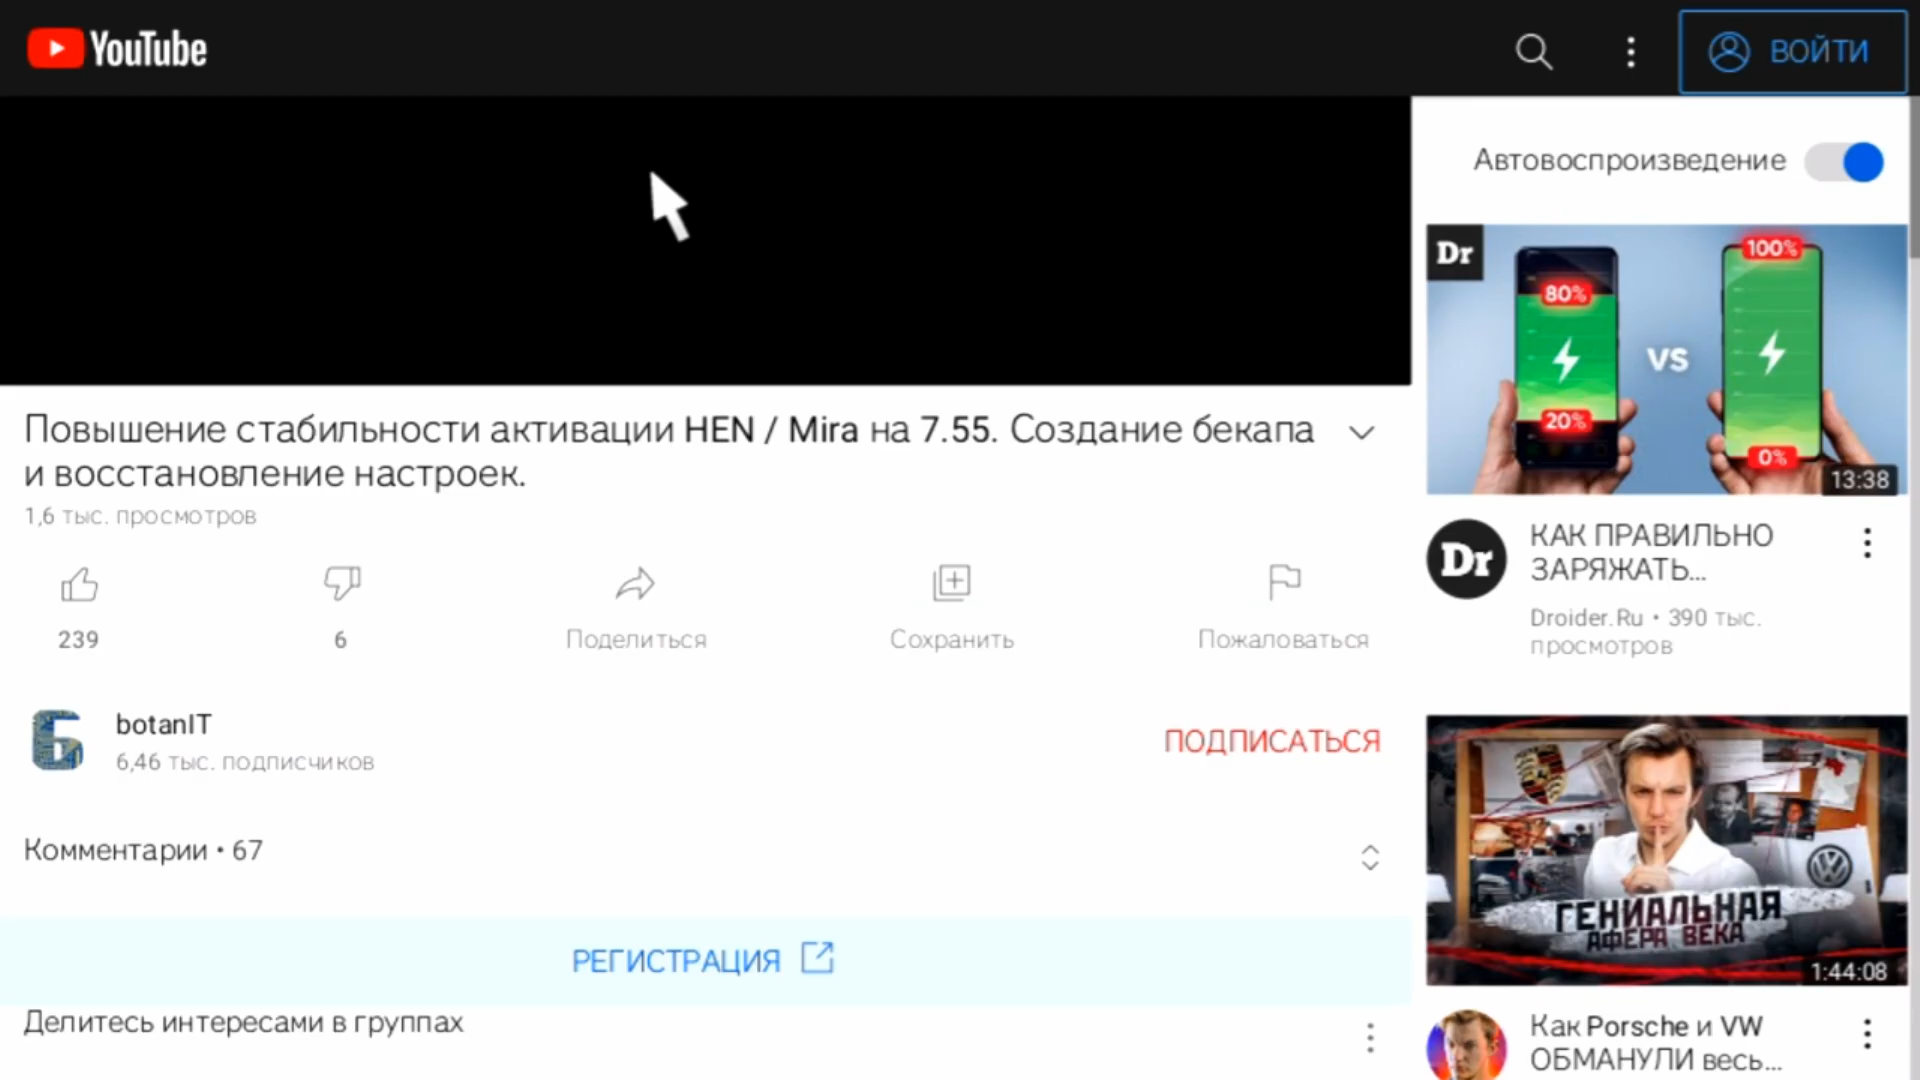 YouTube
ВОЙТИ
Повышение стабильности активации HEN / Mira на 7.55. Создание бекапа
и восстановление настроек.
1,6 тыс. просмотров
239
6
Поделиться
Сохранить
Пожаловаться
botanIT
6,46 тыс. подписчиков
ПОДПИСАТЬСЯ
Комментарии • 67
РЕГИСТРАЦИЯ
Делитесь интересами в группах
Автовоспроизведение
Dr
80%
20%
VS
100%
0%
13:38
Dr
КАК ПРАВИЛЬНО
ЗАРЯЖАТЬ...
Droider.Ru • 390 тыс.
просмотров
ГЕНИАЛЬНАЯ
АФЕРА ВЕКА
1:44:08
Как Porsche и VW
ОБМАНУЛИ весь...